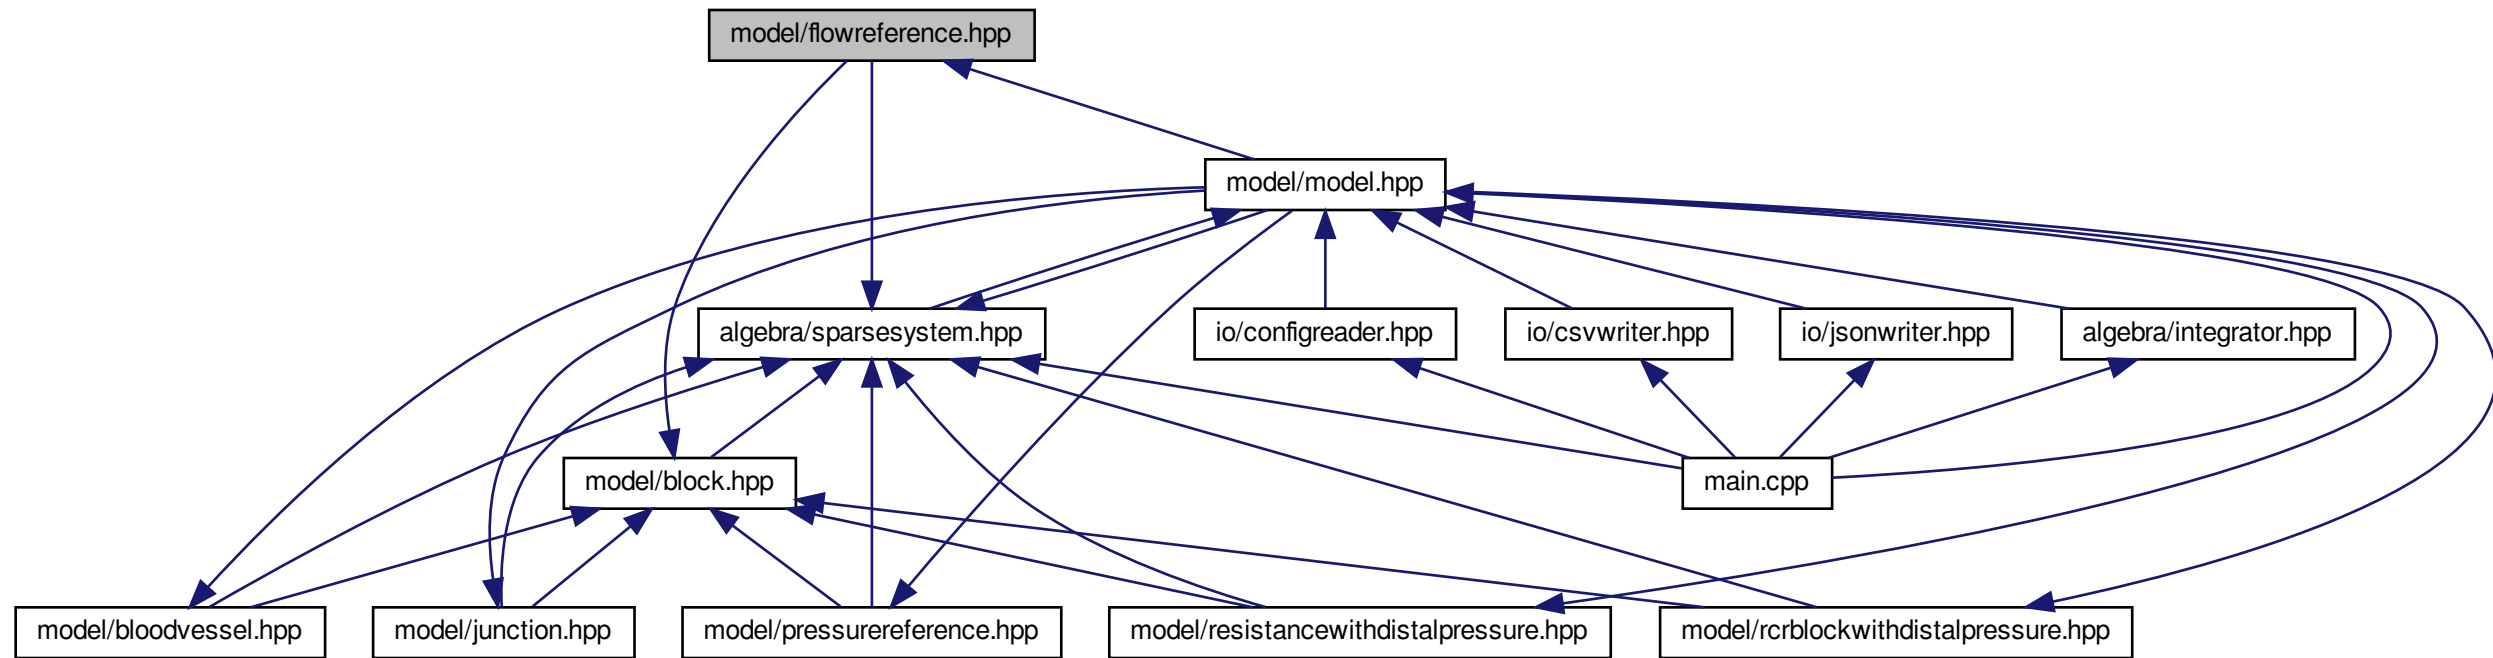 model/flowreference.hpp
model/model.hpp
algebra/sparsesystem.hpp
io/configreader.hpp
io/csvwriter.hpp
io/jsonwriter.hpp
algebra/integrator.hpp
model/block.hpp
main.cpp
model/bloodvessel.hpp
model/junction.hpp
model/pressurereference.hpp
model/resistancewithdistalpressure.hpp
model/rcrblockwithdistalpressure.hpp